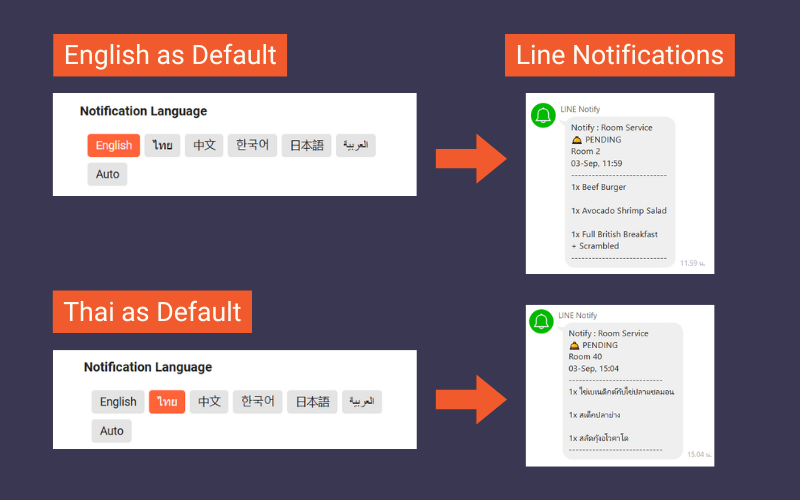 English as Default
Line Notifications
Notification Language
English ไทย 中文 한국어 日本語 العربية
Auto
LINE Notify
Notify : Room Service
PENDING
Room 2
03-Sep, 11:59
----------------------------
1x Beef Burger
1x Avocado Shrimp Salad
1x Full British Breakfast
+ Scrambled
----------------------------
11:59 น.
Thai as Default
Notification Language
English ไทย 中文 한국어 日本語 العربية
Auto
LINE Notify
Notify : Room Service
PENDING
Room 40
03-Sep, 15:04
----------------------------
1x ไข่เบเนดิกต์กับไข่ปลาแซลมอน
1x สเต็กปลาย่าง
1x สลัดกุ้งอโวคาโด
----------------------------
15:04 น.